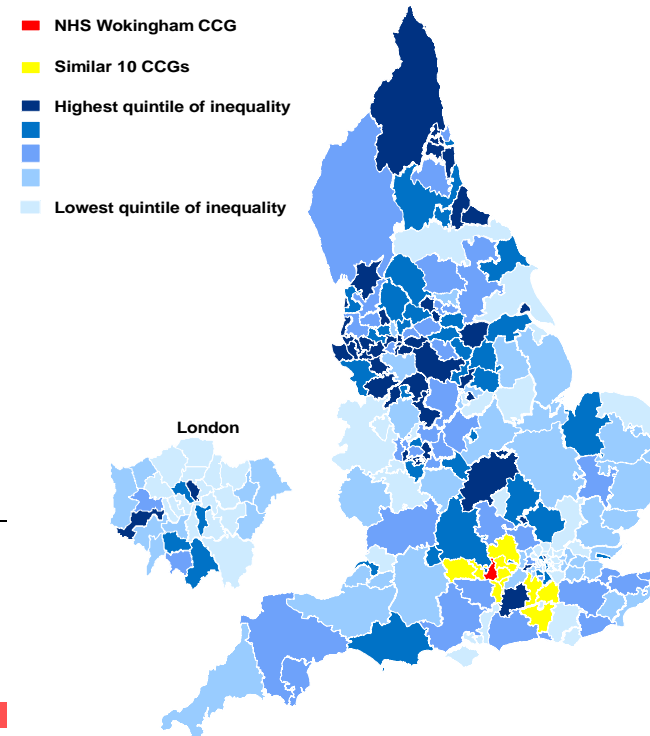 NHS Wokingham CCG
Similar 10 CCGs
Highest quintile of inequality
Lowest quintile of inequality
London